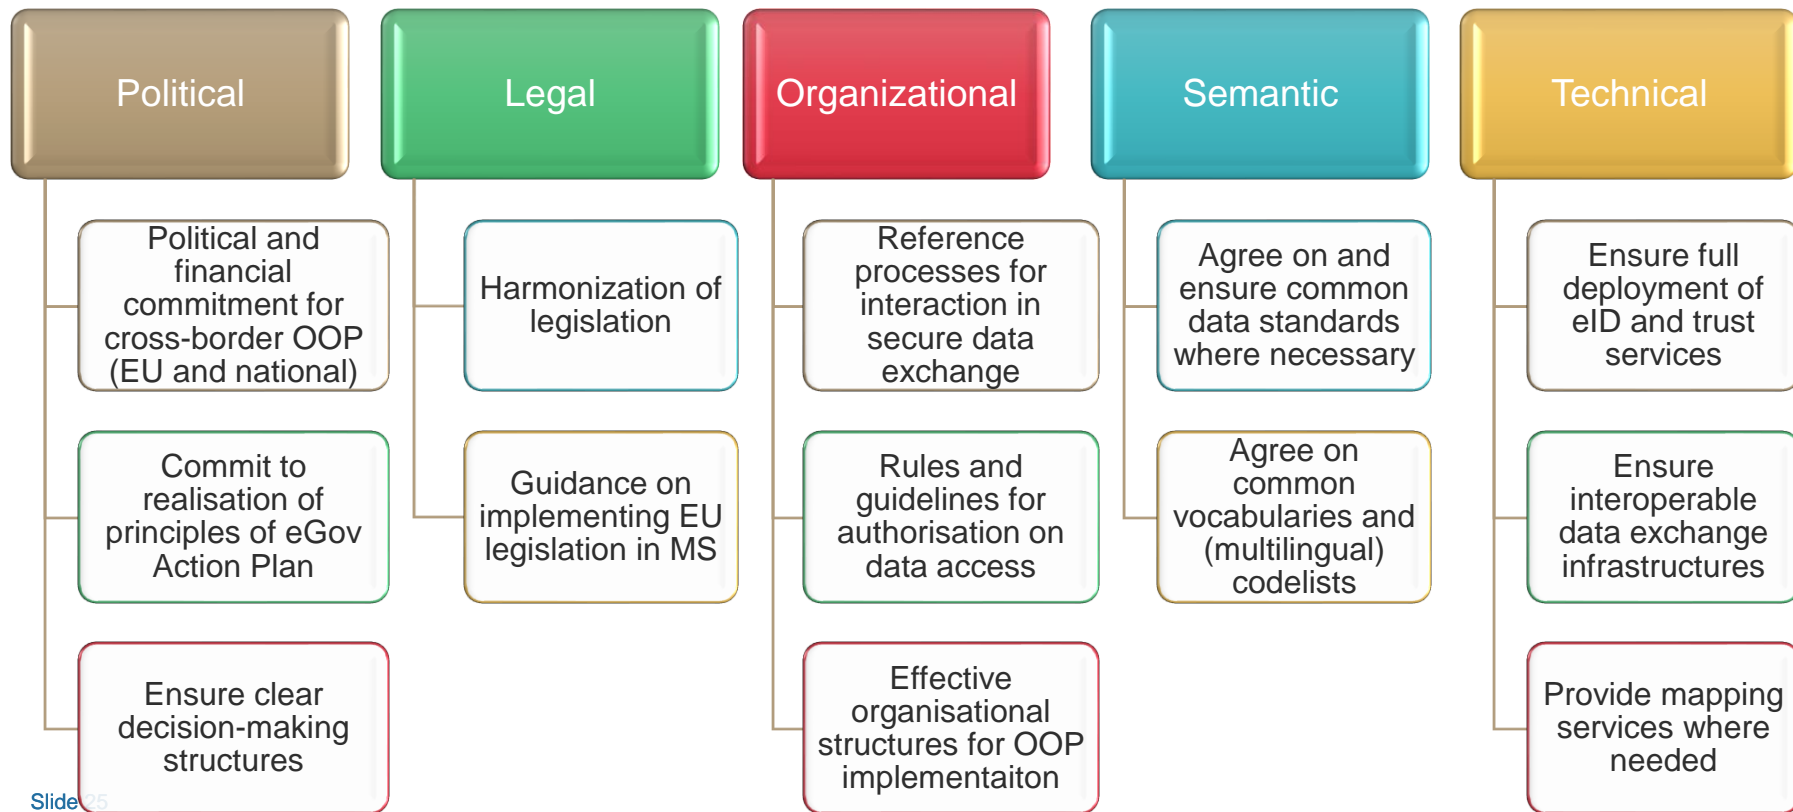 Political
Political and
financial
commitment for
cross-border OOP
(EU and national)
Commit to
realisation of
principles of eGov
Action Plan
Ensure clear
decision-making
structures
Legal
Harmonization of
legislation
Guidance on
implementing EU
legislation in MS
Organizational
Reference
processes for
interaction in
secure data
exchange
Rules and
guidelines for
authorisation on
data access
Effective
organisational
structures for OOP
implementaiton
Semantic
Agree on and
ensure common
data standards
where necessary
Agree on
common
vocabularies and
(multilingual)
codelists
Technical
Ensure full
deployment of
eID and trust
services
Ensure
interoperable
data exchange
infrastructures
Provide mapping
services where
needed
Slide 25